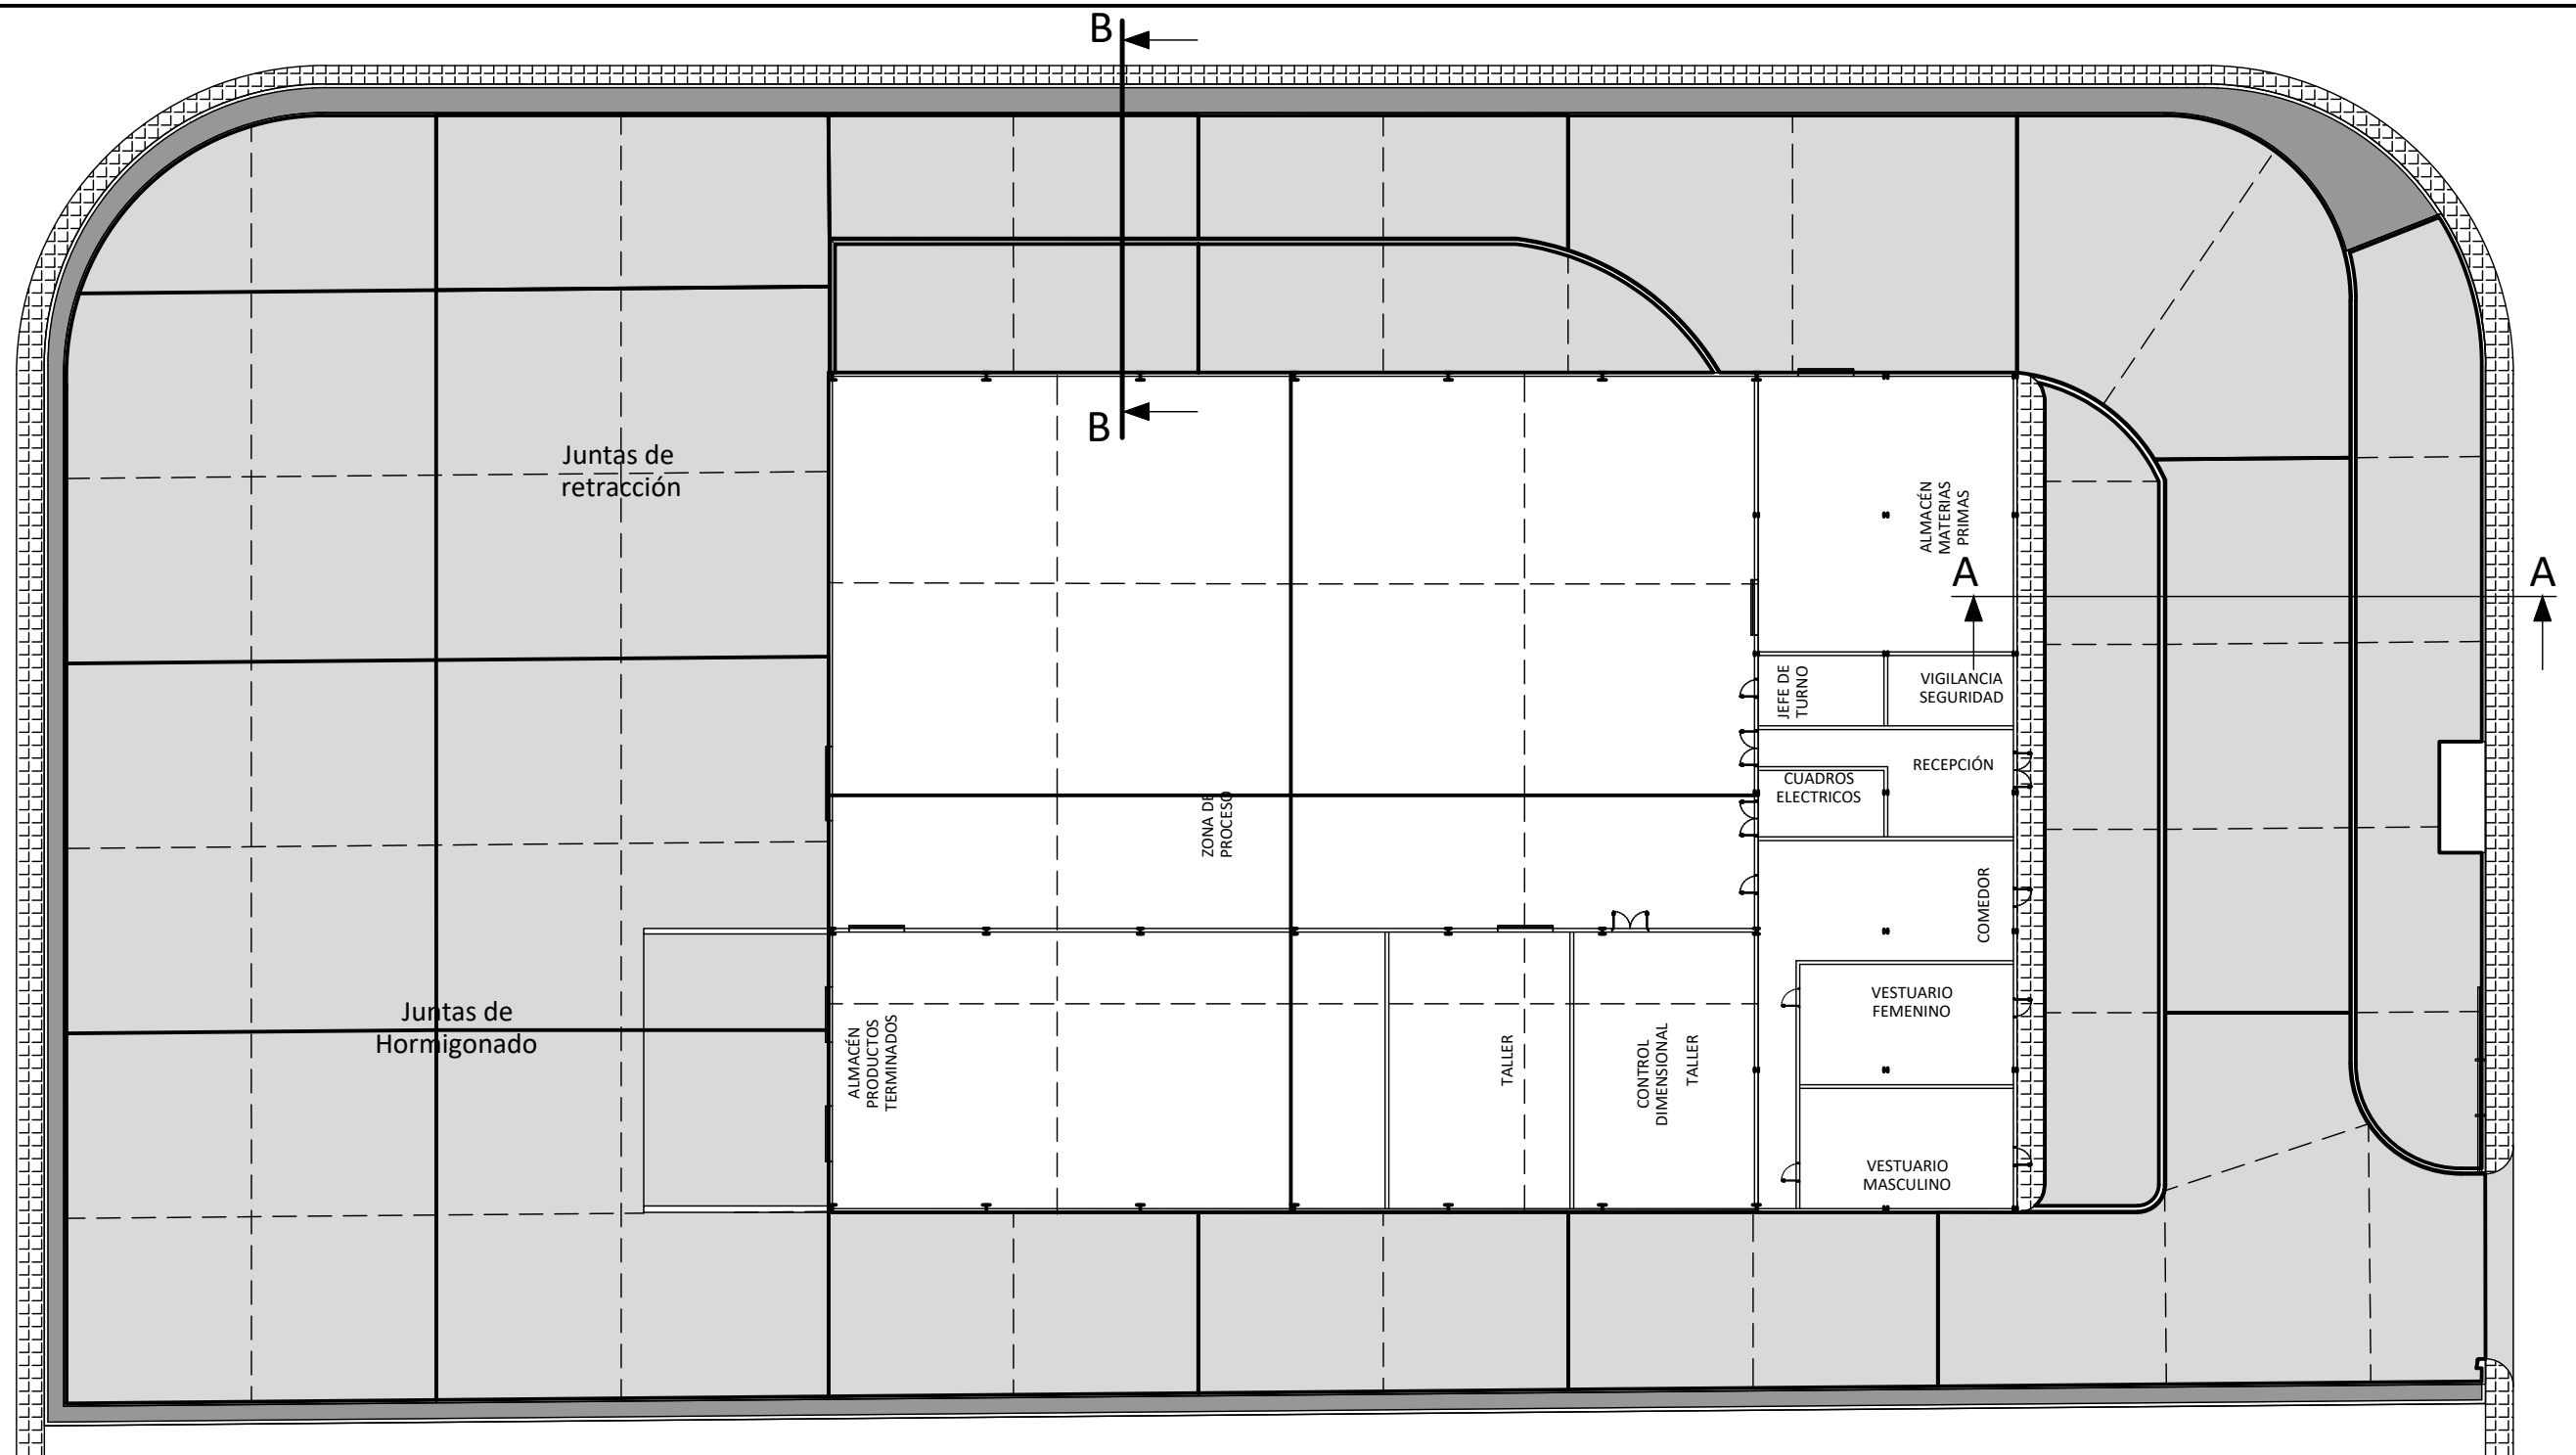 B
B
Juntas de
retracción
ALMACÉN
MATERIAS
PRIMAS
A
A
JEFE DE
TURNO
VIGILANCIA
SEGURIDAD
RECEPCIÓN
CUADROS
ELECTRICOS
ZONA DE
PROCESO
COMEDOR
Juntas de
Hormigonado
ALMACÉN
PRODUCTOS
TERMINADOS
TALLER
CONTROL
DIMENSIONAL
TALLER
VESTUARIO
FEMENINO
VESTUARIO
MASCULINO